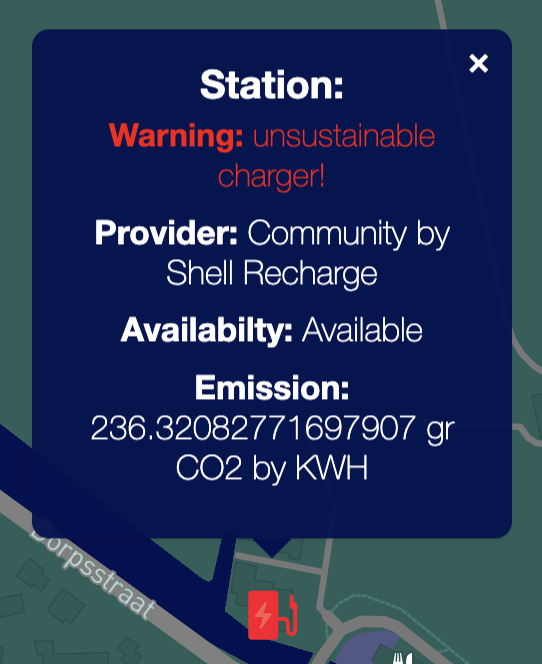 Station:
Warning: unsustainable
charger!
Provider: Community by
Shell Recharge
Availabilty: Available
Emission:
236.32082771697907 gr
CO2 by KWH
Dorpsstraat